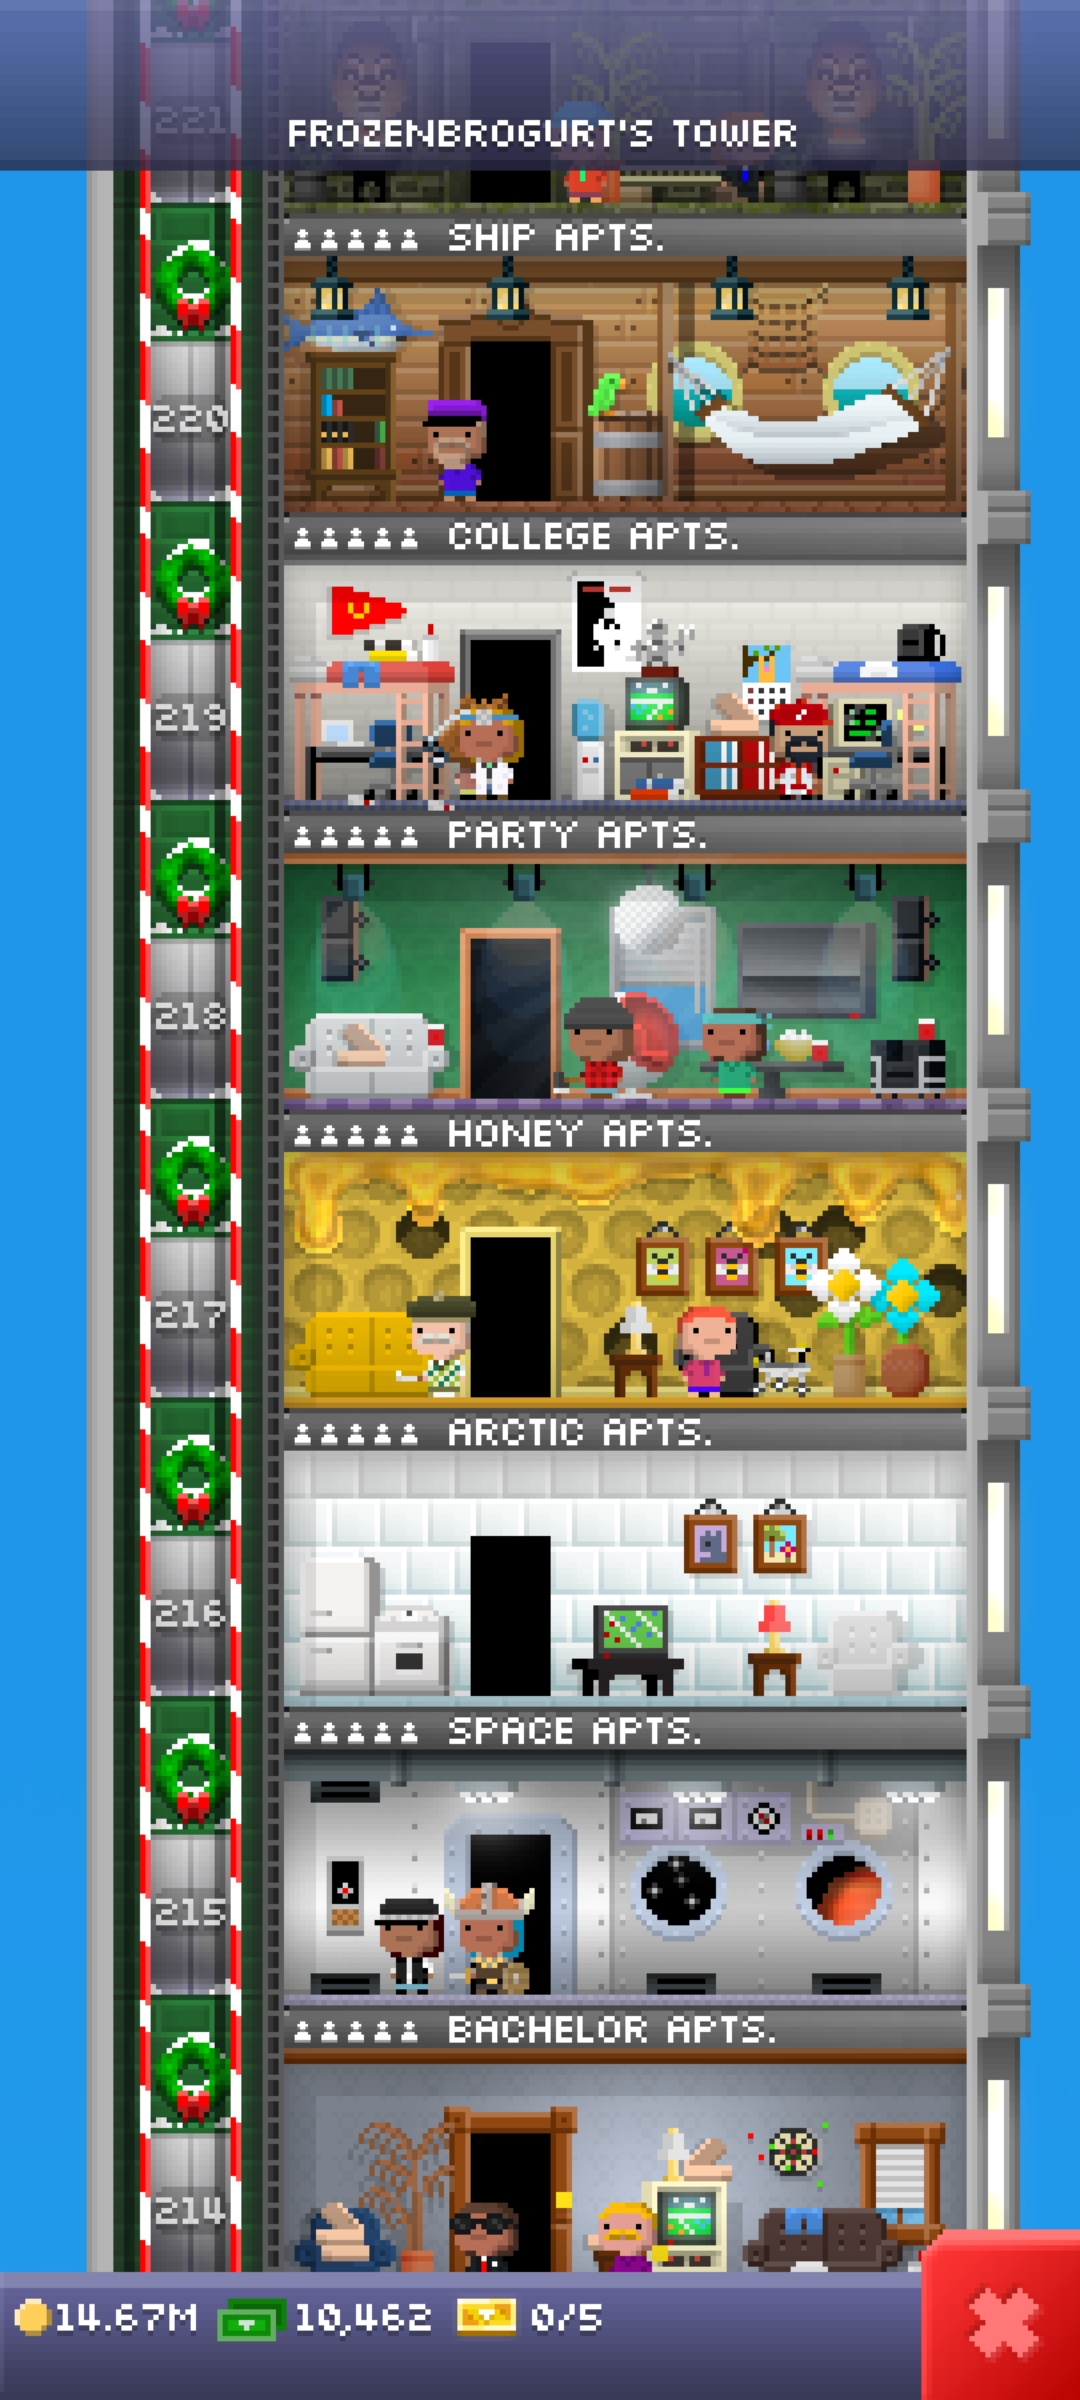 221
FROZENBROGURT'S TOWER
SHIP APTS.
220
COLLEGE APTS.
219
PARTY APTS.
218
HONEY APTS.
217
ARCTIC APTS.
216
SPACE APTS.
215
BACHELOR APTS.
214
14.67M 10,462 0/5